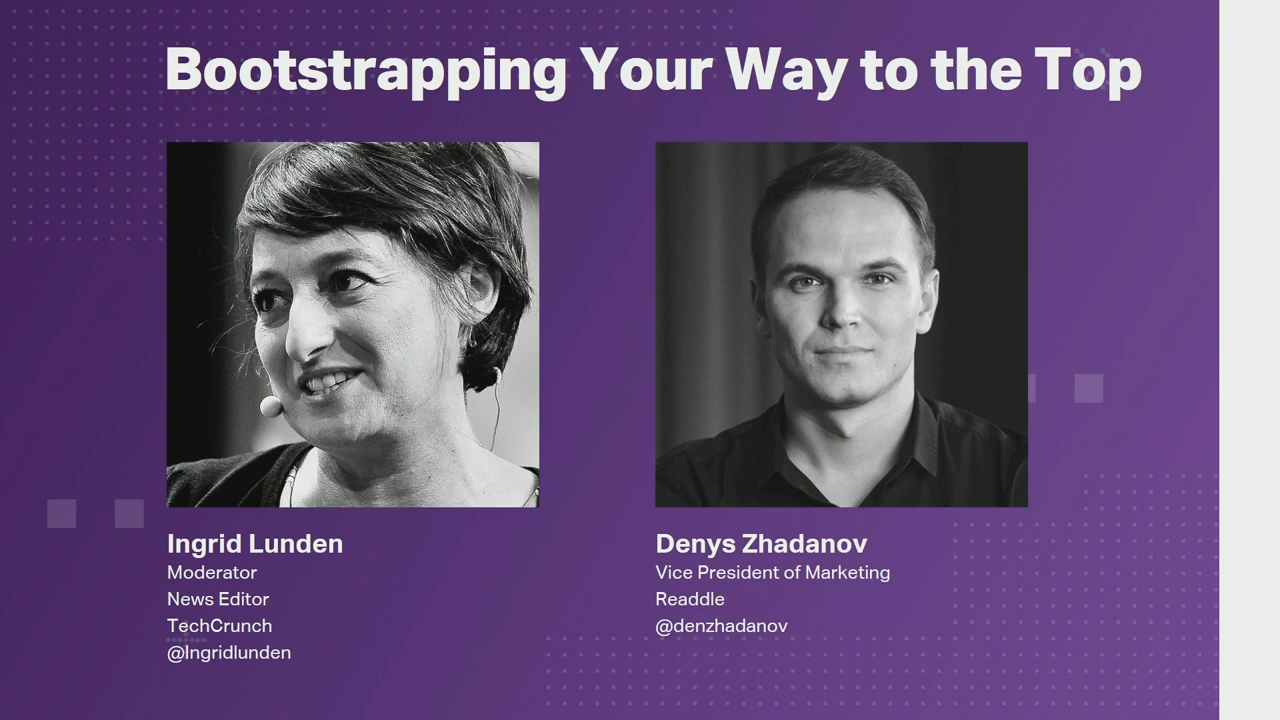 Bootstrapping Your Way to the Top
Ingrid Lunden
Moderator
News Editor
TechCrunch
@Ingridlunden
Denys Zhadanov
Vice President of Marketing
Readdle
@denzhadanov